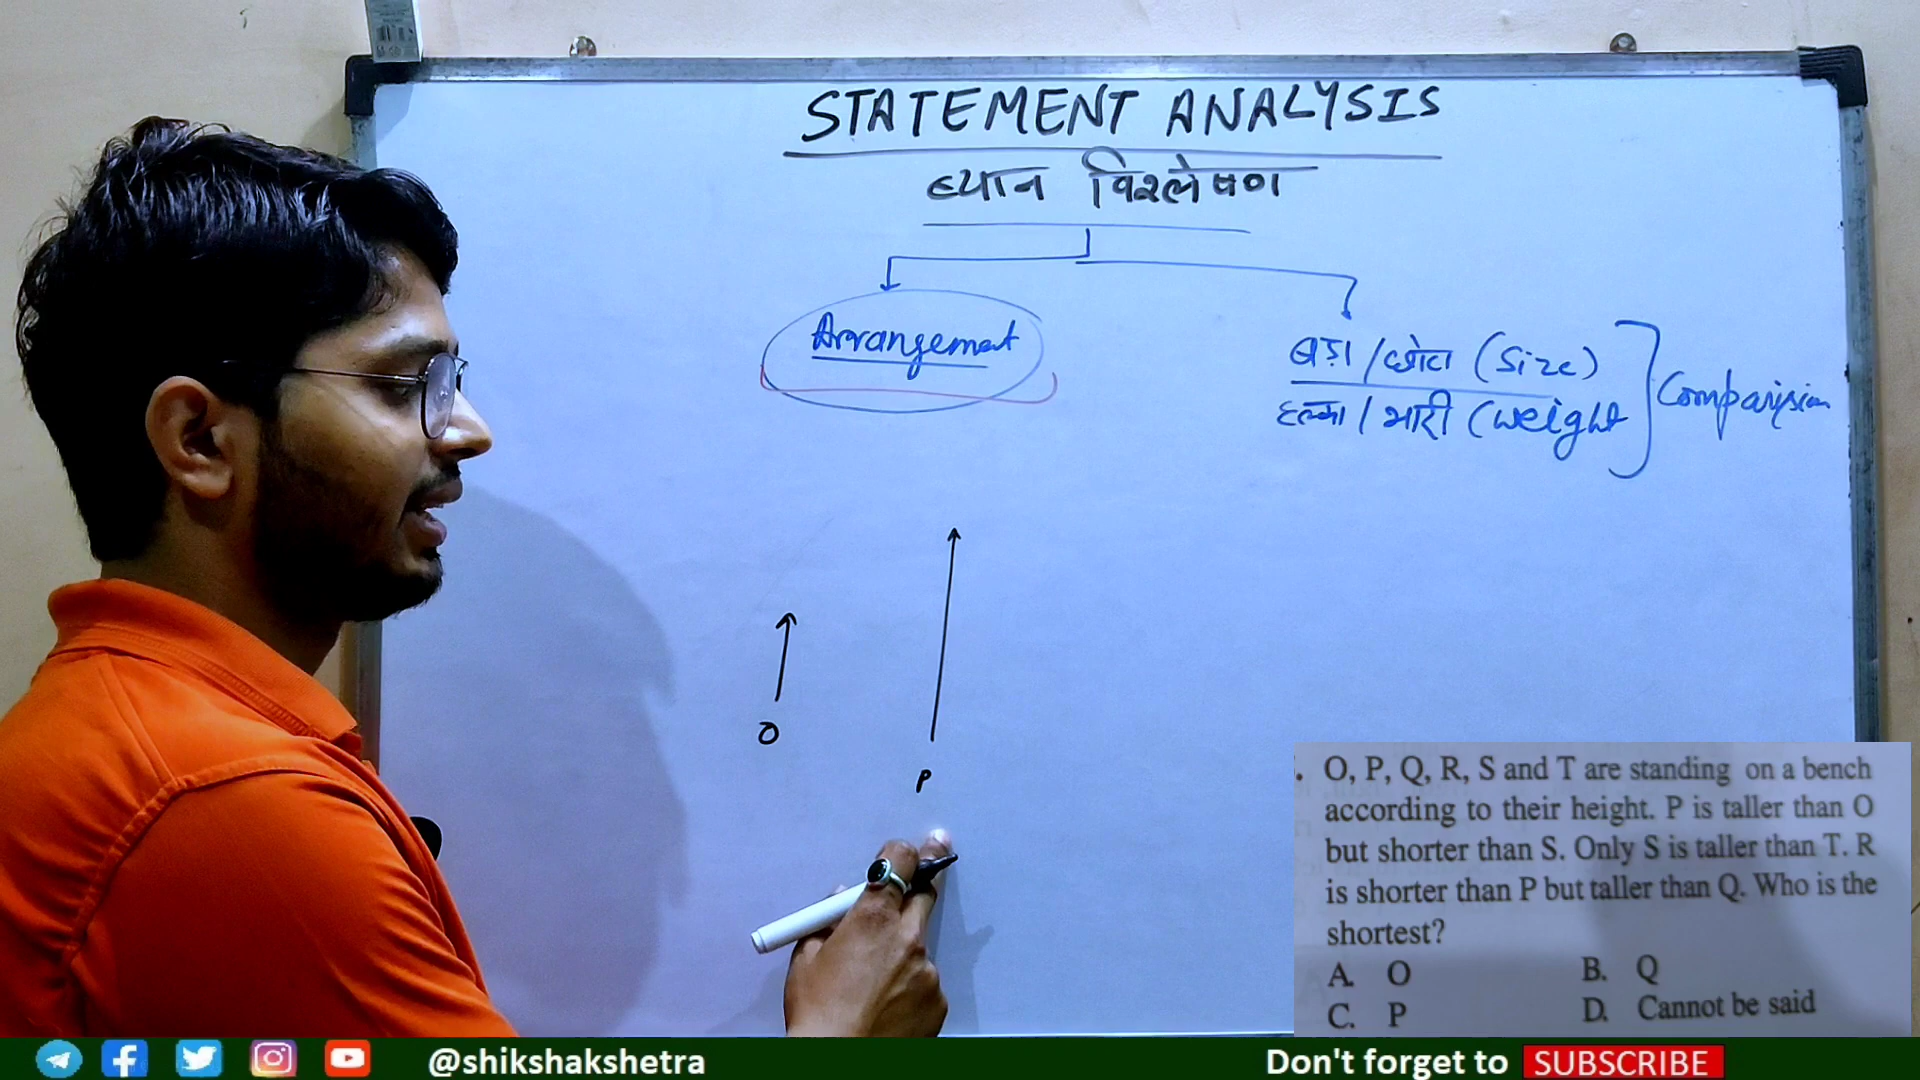 STATEMENT ANALYSIS
ध्यान विश्लेषण
Arrangement
बड़ा / छोटा (Size)
हल्का / भारी (weight
Comparision
O
P
. O, P, Q, R, S and T are standing on a bench
according to their height. P is taller than O
but shorter than S. Only S is taller than T. R
is shorter than P but taller than Q. Who is the
shortest?
A. O B. Q
C. P D. Cannot be said
@shikshakshetra Don't forget to SUBSCRIBE